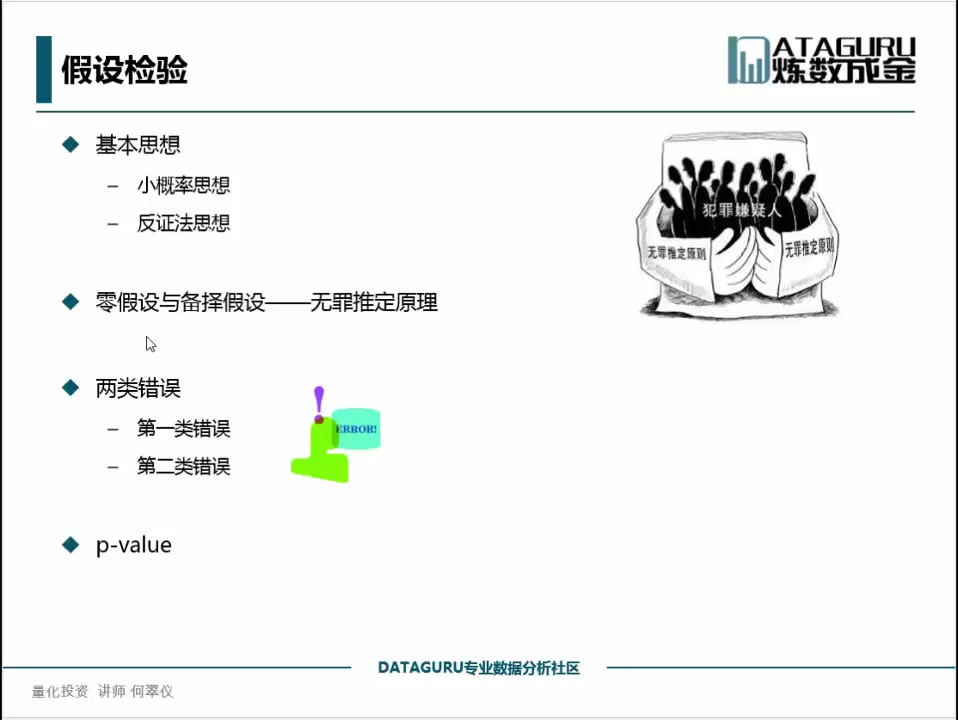 假设检验
DATAGURU
炼数成金
基本思想
– 小概率思想
– 反证法思想
犯罪嫌疑人
无罪推定原则
无罪推定原则
零假设与备择假设——无罪推定原理
两类错误
– 第一类错误
ERROR!
– 第二类错误
p-value
DATAGURU专业数据分析社区
量化投资 讲师 何翠仪